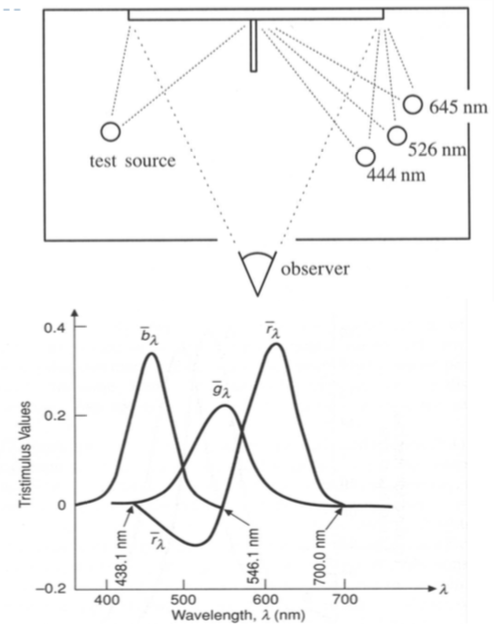 645 nm
526 nm
444 nm
test source
observer
0.4
b̄λ
r̄λ
ḡλ
0.2
Tristimulus Values
0
r̄λ
438.1 nm
546.1 nm
700.0 nm
−0.2
400 500 600 700
λ
Wavelength, λ (nm)